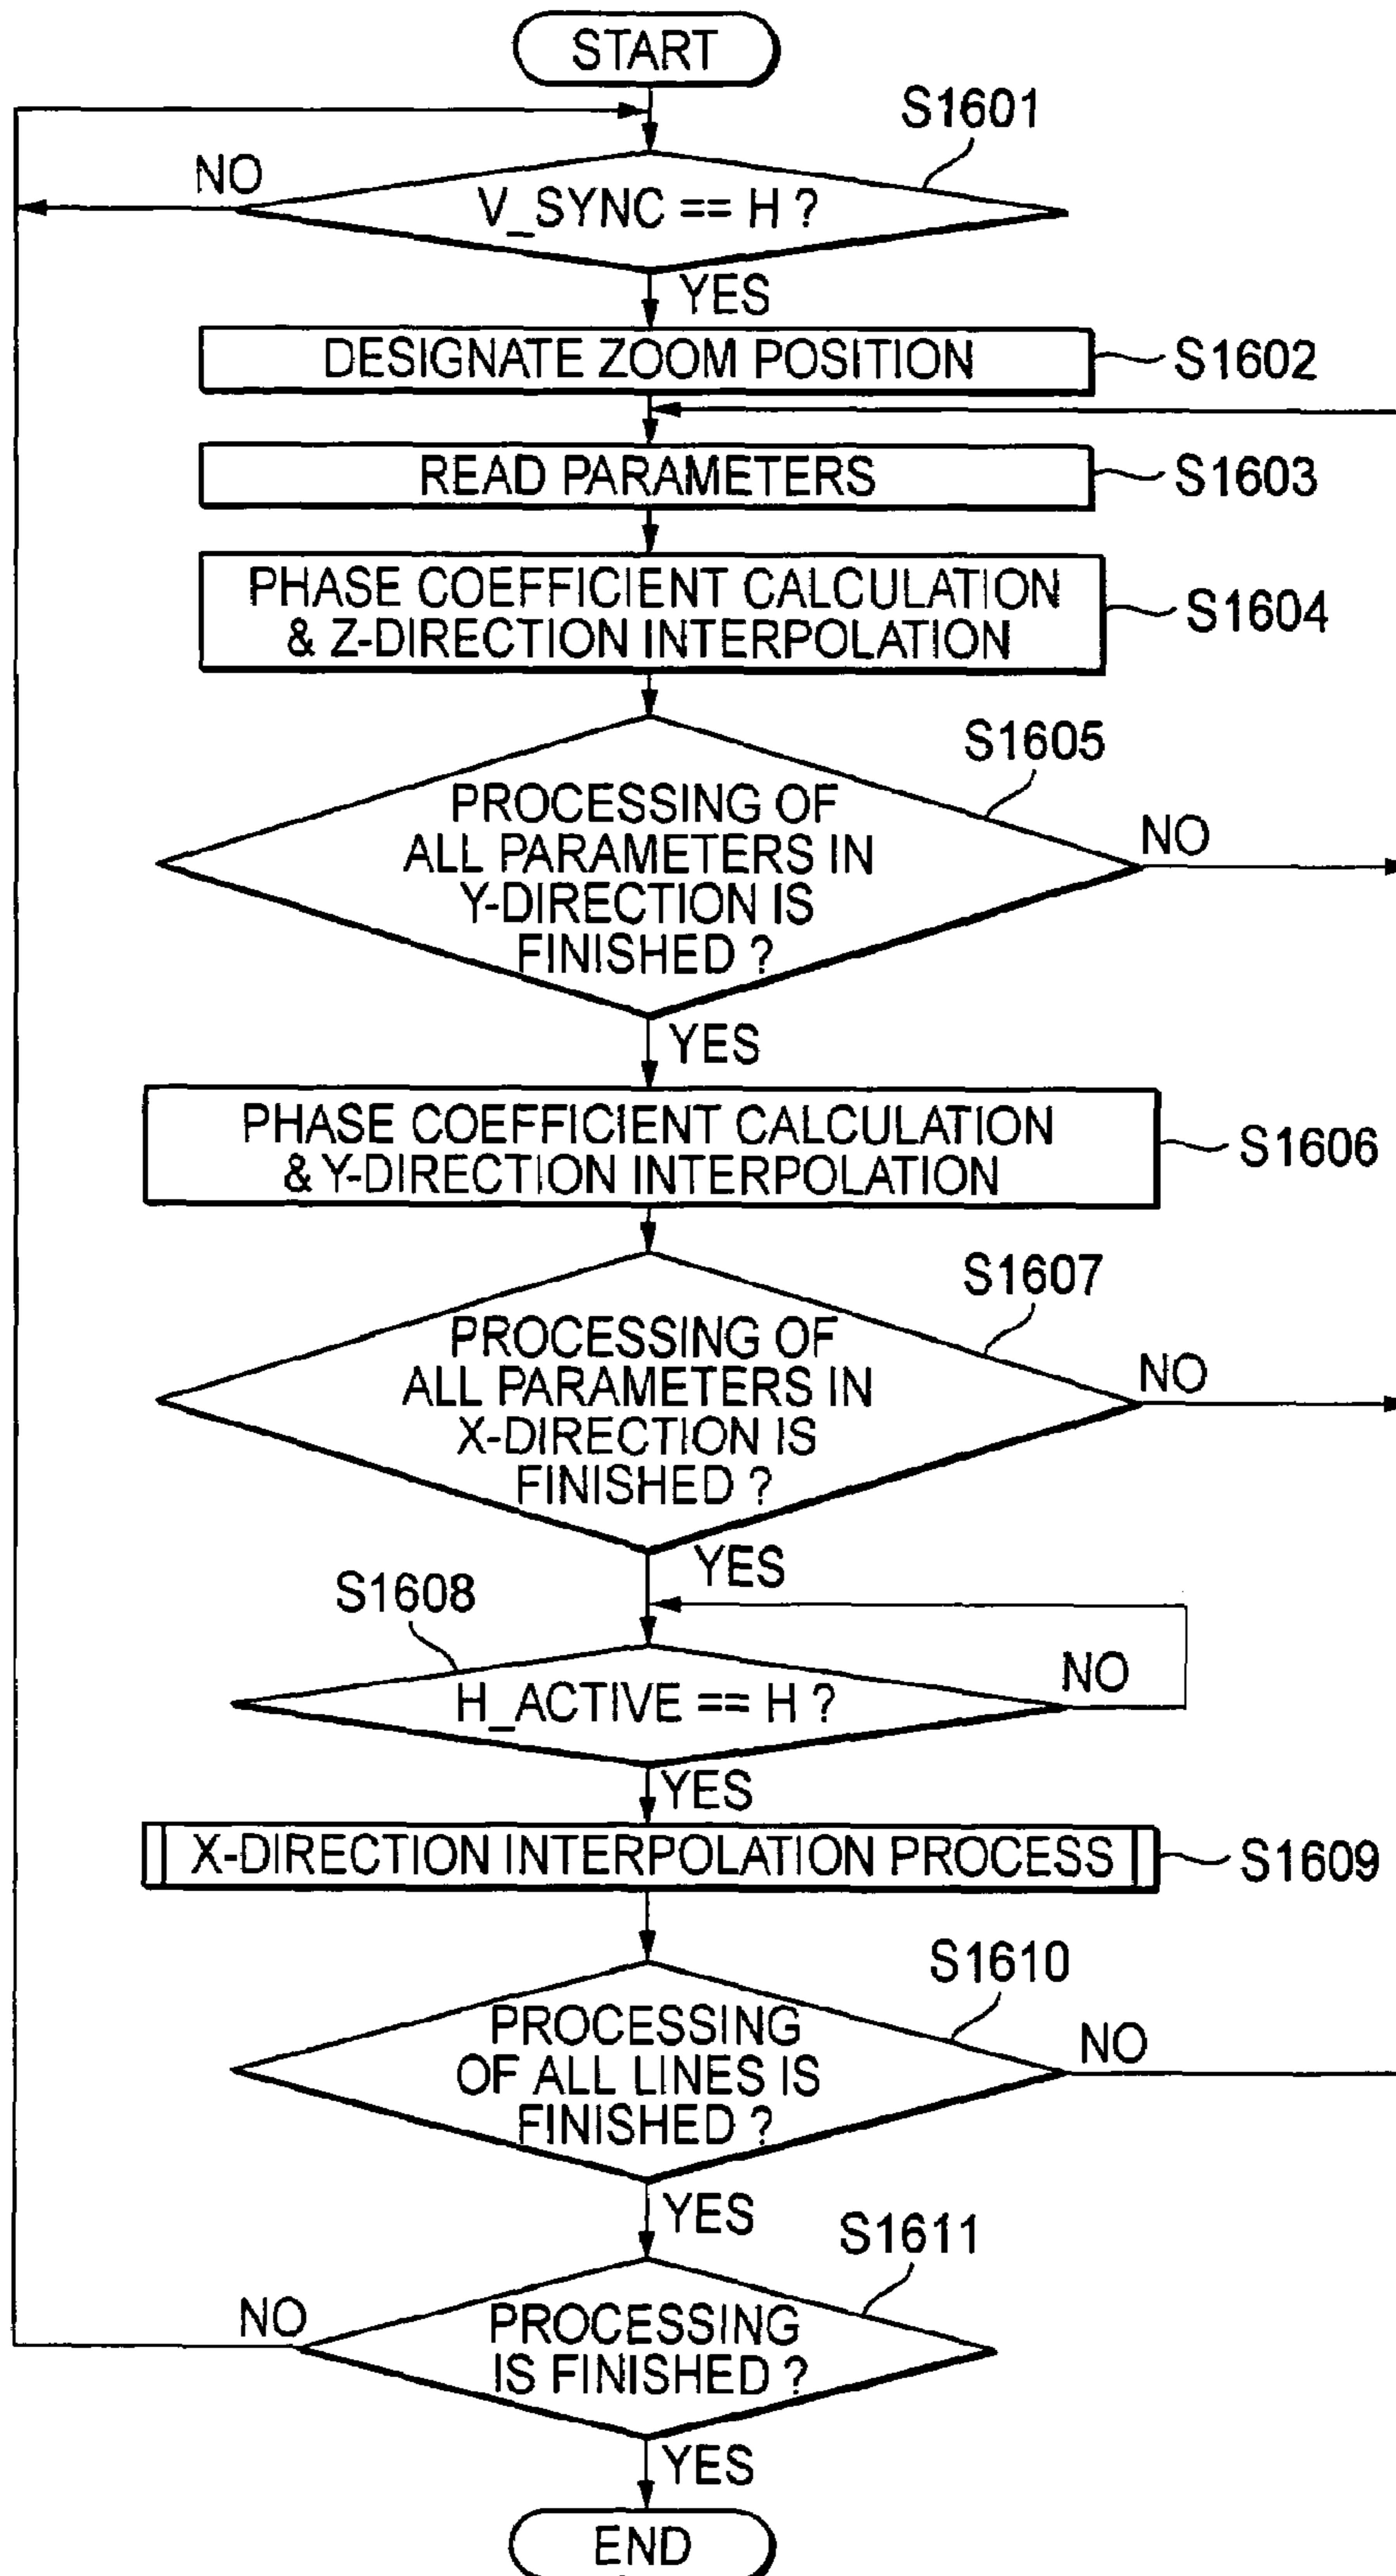 START
S1601
NO
V_SYNC == H ?
YES
DESIGNATE ZOOM POSITION
S1602
READ PARAMETERS
S1603
PHASE COEFFICIENT CALCULATION
& Z-DIRECTION INTERPOLATION
S1604
S1605
PROCESSING OF
ALL PARAMETERS IN
Y-DIRECTION IS
FINISHED ?
NO
YES
PHASE COEFFICIENT CALCULATION
& Y-DIRECTION INTERPOLATION
S1606
S1607
PROCESSING OF
ALL PARAMETERS IN
X-DIRECTION IS
FINISHED ?
NO
YES
S1608
H_ACTIVE == H ?
NO
YES
X-DIRECTION INTERPOLATION PROCESS
S1609
S1610
PROCESSING
OF ALL LINES IS
FINISHED ?
NO
YES
S1611
NO
PROCESSING
IS FINISHED ?
YES
END